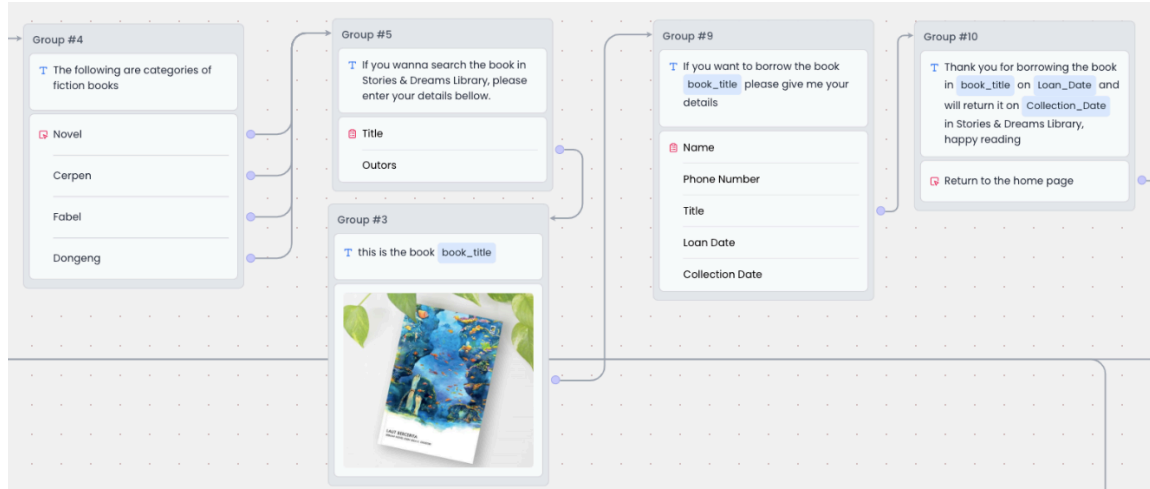 Group #4
The following are categories of
fiction books
Novel
Cerpen
Fabel
Dongeng
Group #5
If you wanna search the book in
Stories & Dreams Library, please
enter your details bellow.
Title
Outors
Group #3
this is the book book_title
LAUT BERCERITA
Group #9
If you want to borrow the book
book_title please give me your
details
Name
Phone Number
Title
Loan Date
Collection Date
Group #10
Thank you for borrowing the book
in book_title on Loan_Date and
will return it on Collection_Date
in Stories & Dreams Library,
happy reading
Return to the home page